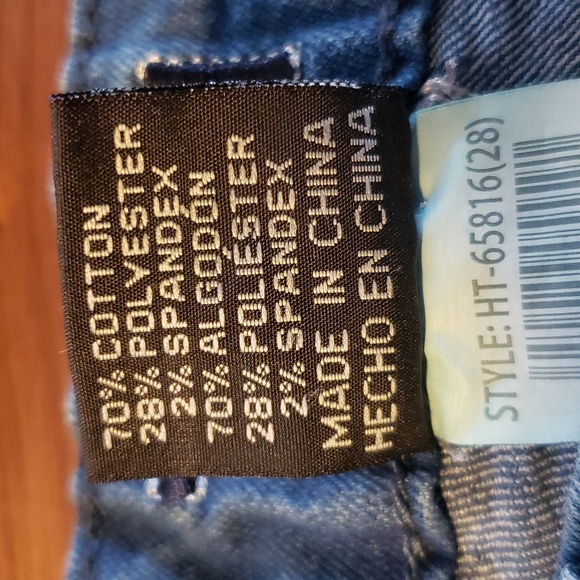 70% COTTON
28% POLYESTER
2% SPANDEX
70% ALGODÓN
28% POLIÉSTER
2% SPANDEX
MADE IN CHINA
HECHO EN CHINA
STYLE: HT-65816(28)